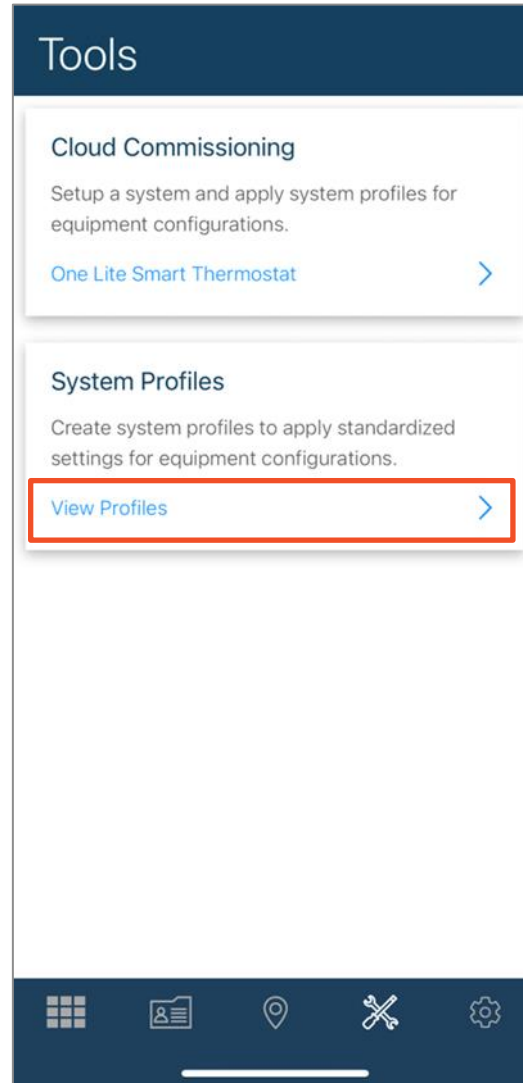 Tools
Cloud Commissioning
Setup a system and apply system profiles for
equipment configurations.
One Lite Smart Thermostat
System Profiles
Create system profiles to apply standardized
settings for equipment configurations.
View Profiles